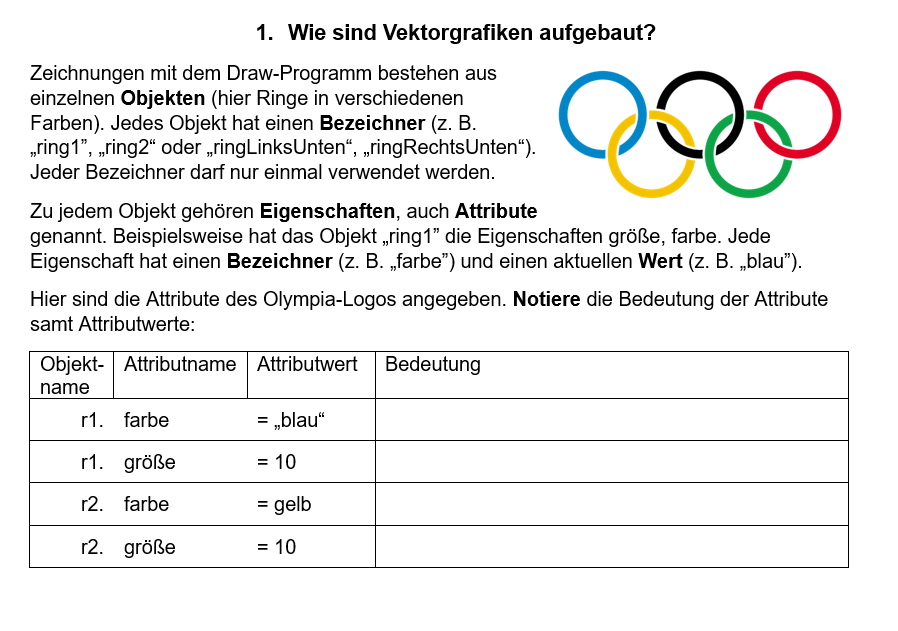 1. Wie sind Vektorgrafiken aufgebaut?
Zeichnungen mit dem Draw-Programm bestehen aus
einzelnen Objekten (hier Ringe in verschiedenen
Farben). Jedes Objekt hat einen Bezeichner (z. B.
„ring1”, „ring2“ oder „ringLinksUnten“, „ringRechtsUnten“).
Jeder Bezeichner darf nur einmal verwendet werden.
Zu jedem Objekt gehören Eigenschaften, auch Attribute
genannt. Beispielsweise hat das Objekt „ring1” die Eigenschaften größe, farbe. Jede
Eigenschaft hat einen Bezeichner (z. B. „farbe”) und einen aktuellen Wert (z. B. „blau”).
Hier sind die Attribute des Olympia-Logos angegeben. Notiere die Bedeutung der Attribute
samt Attributwerte:
Objekt-name Attributname Attributwert Bedeutung
r1. farbe = „blau“
r1. größe = 10
r2. farbe = gelb
r2. größe = 10